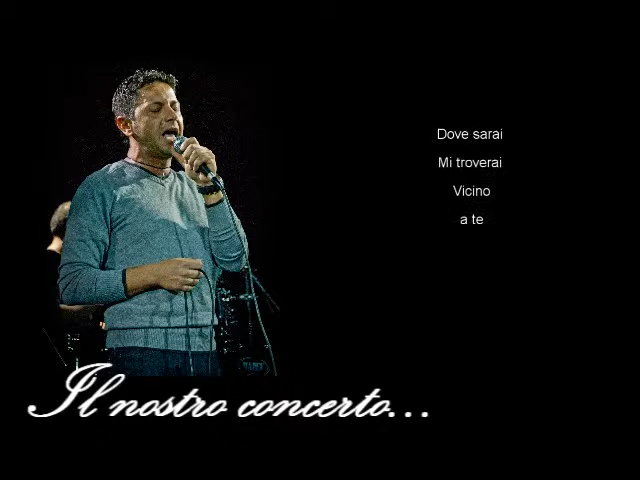 Dove sarai
Mi troverai
Vicino
a te
Il nostro concerto...